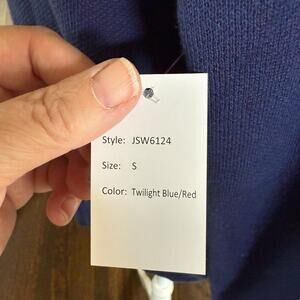 Style: JSW6124
Size: S
Color: Twilight Blue/Red